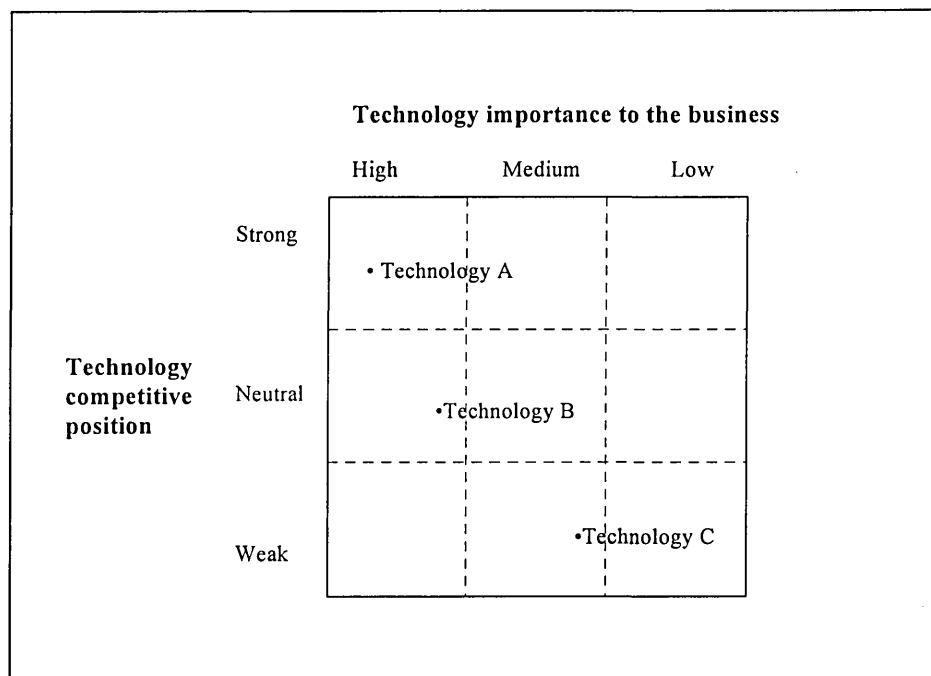 Technology importance to the business
High Medium Low
Strong
• Technology A
Technology
competitive
position
Neutral
•Technology B
Weak
•Technology C